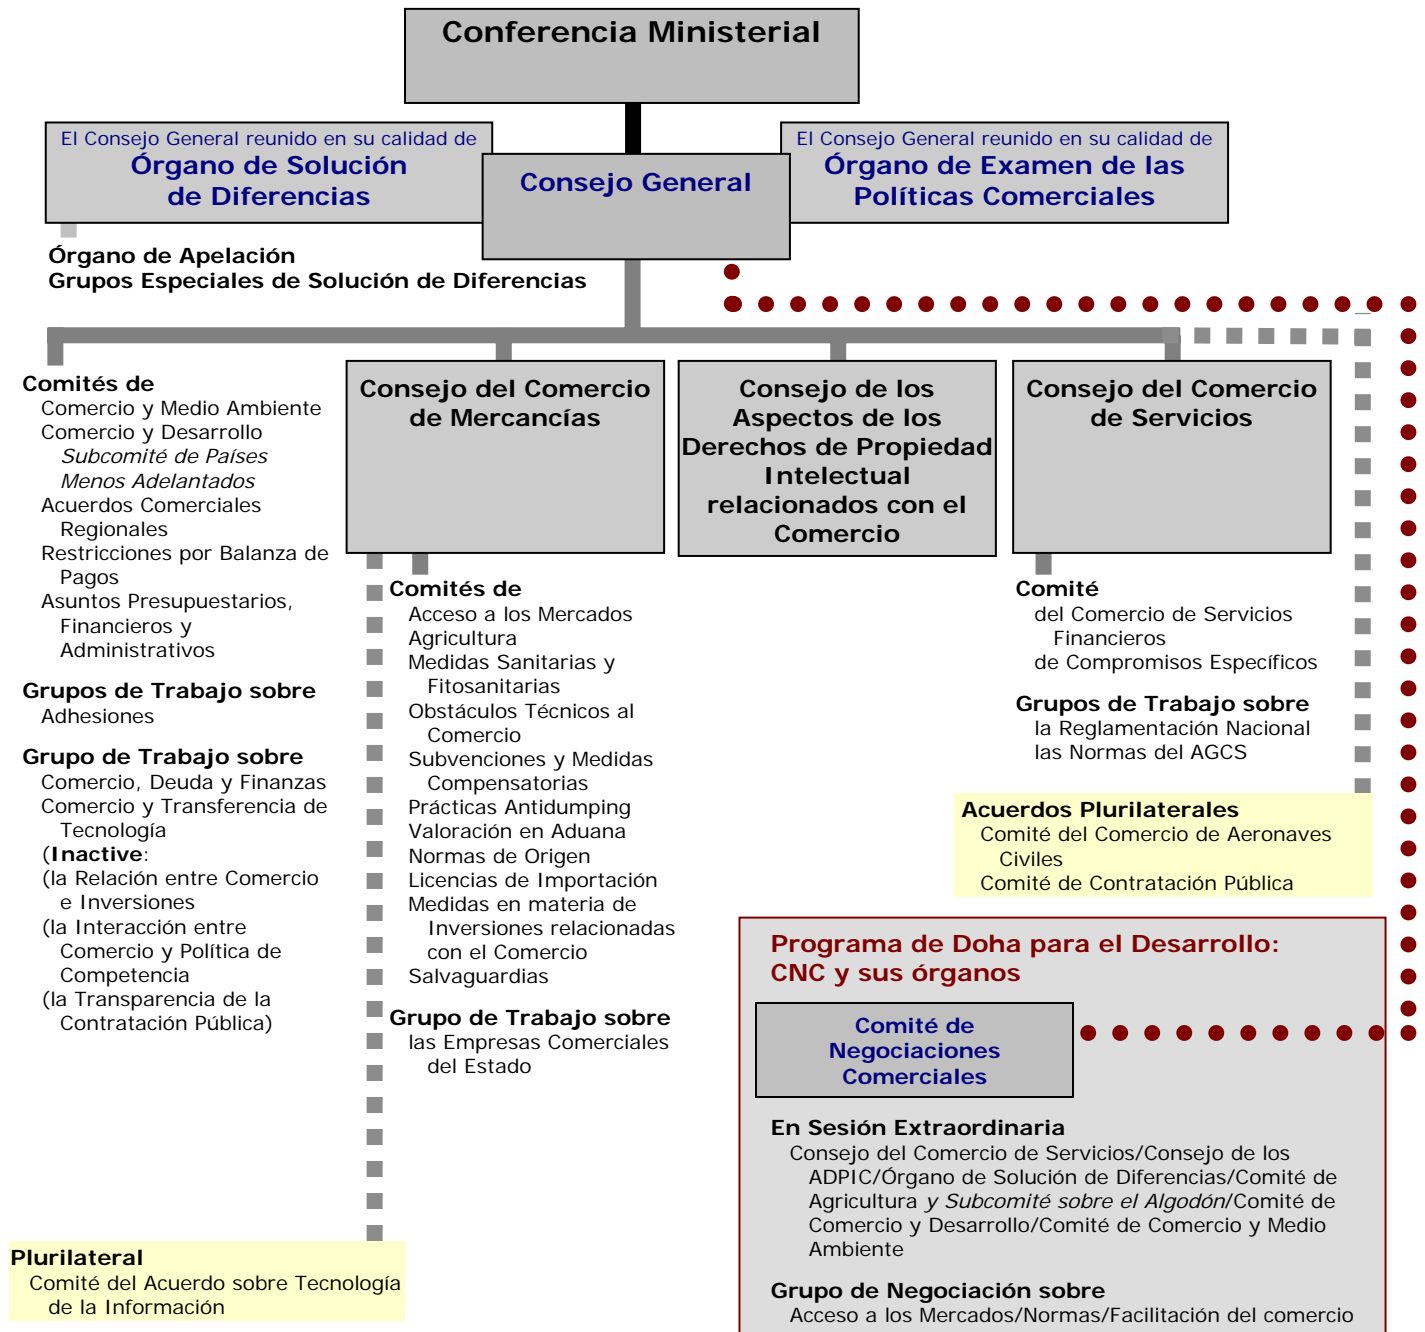 Conferencia Ministerial
El Consejo General reunido en su calidad de
Órgano de Solución
de Diferencias
Consejo General
El Consejo General reunido en su calidad de
Órgano de Examen de las
Políticas Comerciales
Órgano de Apelación
Grupos Especiales de Solución de Diferencias
Comités de
Comercio y Medio Ambiente
Comercio y Desarrollo
Subcomité de Países
Menos Adelantados
Acuerdos Comerciales
Regionales
Restricciones por Balanza de
Pagos
Asuntos Presupuestarios,
Financieros y
Administrativos
Grupos de Trabajo sobre
Adhesiones
Grupo de Trabajo sobre
Comercio, Deuda y Finanzas
Comercio y Transferencia de
Tecnología
(Inactive:
(la Relación entre Comercio
e Inversiones
(la Interacción entre
Comercio y Política de
Competencia
(la Transparencia de la
Contratación Pública)
Plurilateral
Comité del Acuerdo sobre Tecnología
de la Información
Consejo del Comercio
de Mercancías
Comités de
Acceso a los Mercados
Agricultura
Medidas Sanitarias y
Fitosanitarias
Obstáculos Técnicos al
Comercio
Subvenciones y Medidas
Compensatorias
Prácticas Antidumping
Valoración en Aduana
Normas de Origen
Licencias de Importación
Medidas en materia de
Inversiones relacionadas
con el Comercio
Salvaguardias
Grupo de Trabajo sobre
las Empresas Comerciales
del Estado
Consejo de los
Aspectos de los
Derechos de Propiedad
Intelectual
relacionados con el
Comercio
Consejo del Comercio
de Servicios
Comité
del Comercio de Servicios
Financieros
de Compromisos Específicos
Grupos de Trabajo sobre
la Reglamentación Nacional
las Normas del AGCS
Acuerdos Plurilaterales
Comité del Comercio de Aeronaves
Civiles
Comité de Contratación Pública
Programa de Doha para el Desarrollo:
CNC y sus órganos
Comité de
Negociaciones
Comerciales
En Sesión Extraordinaria
Consejo del Comercio de Servicios/Consejo de los
ADPIC/Órgano de Solución de Diferencias/Comité de
Agricultura y Subcomité sobre el Algodón/Comité de
Comercio y Desarrollo/Comité de Comercio y Medio
Ambiente
Grupo de Negociación sobre
Acceso a los Mercados/Normas/Facilitación del comercio